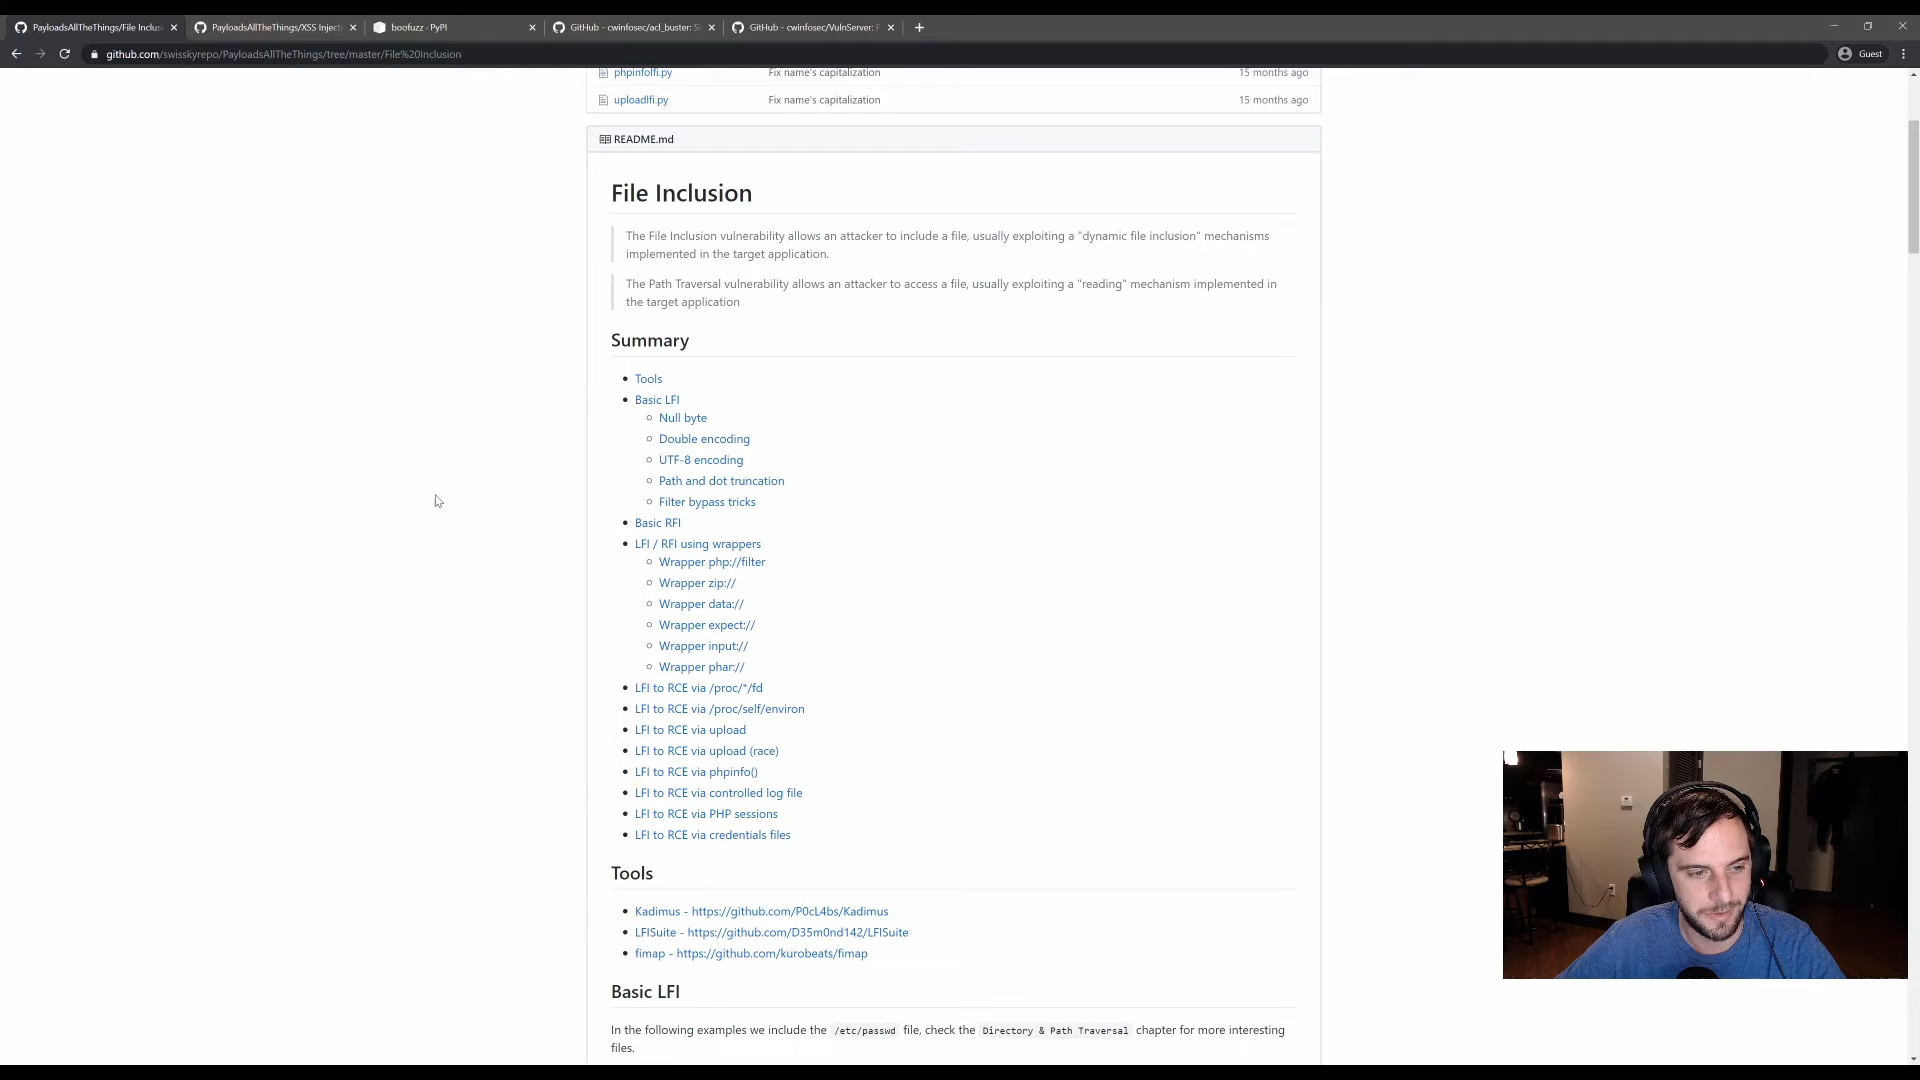 PayloadsAllTheThings/File Inclus
PayloadsAllTheThings/XSS Inject
boofuzz · PyPI
GitHub - cwinfosec/acl_buster: S
GitHub - cwinfosec/VulnServer: F
github.com/swisskyrepo/PayloadsAllTheThings/tree/master/File%20Inclusion
Guest
phpinfolfi.py Fix name's capitalization 15 months ago
uploadlfi.py Fix name's capitalization 15 months ago
README.md
File Inclusion
The File Inclusion vulnerability allows an attacker to include a file, usually exploiting a "dynamic file inclusion" mechanisms
implemented in the target application.
The Path Traversal vulnerability allows an attacker to access a file, usually exploiting a "reading" mechanism implemented in
the target application
Summary
Tools
Basic LFI
Null byte
Double encoding
UTF-8 encoding
Path and dot truncation
Filter bypass tricks
Basic RFI
LFI / RFI using wrappers
Wrapper php://filter
Wrapper zip://
Wrapper data://
Wrapper expect://
Wrapper input://
Wrapper phar://
LFI to RCE via /proc/*/fd
LFI to RCE via /proc/self/environ
LFI to RCE via upload
LFI to RCE via upload (race)
LFI to RCE via phpinfo()
LFI to RCE via controlled log file
LFI to RCE via PHP sessions
LFI to RCE via credentials files
Tools
Kadimus - https://github.com/P0cL4bs/Kadimus
LFISuite - https://github.com/D35m0nd142/LFISuite
fimap - https://github.com/kurobeats/fimap
Basic LFI
In the following examples we include the /etc/passwd file, check the Directory & Path Traversal chapter for more interesting
files.